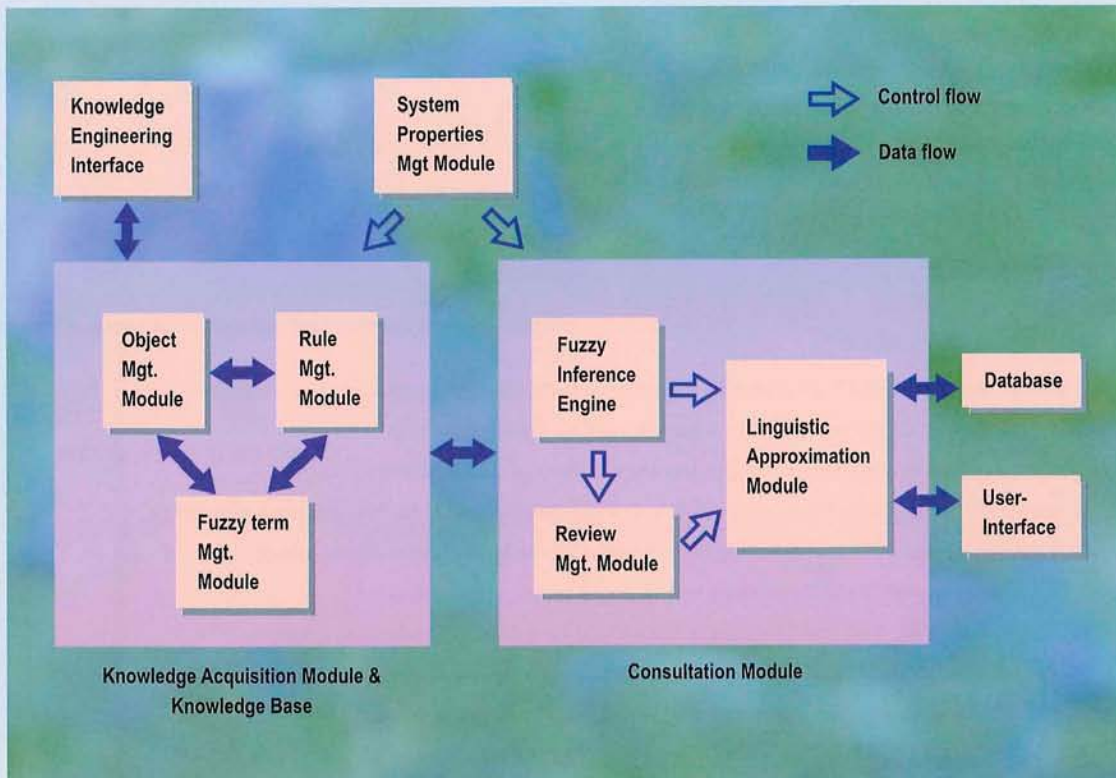 Knowledge
Engineering
Interface
System
Properties
Mgt Module
Control flow
Data flow
Object
Mgt.
Module
Rule
Mgt.
Module
Fuzzy term
Mgt.
Module
Fuzzy
Inference
Engine
Review
Mgt. Module
Linguistic
Approximation
Module
Database
User-
Interface
Knowledge Acquisition Module &
Knowledge Base
Consultation Module